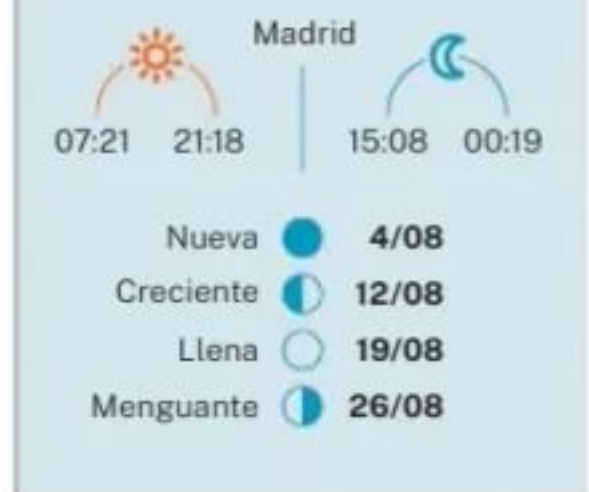 Madrid
07:21 21:18 15:08 00:19
Nueva 4/08
Creciente 12/08
Llena 19/08
Menguante 26/08